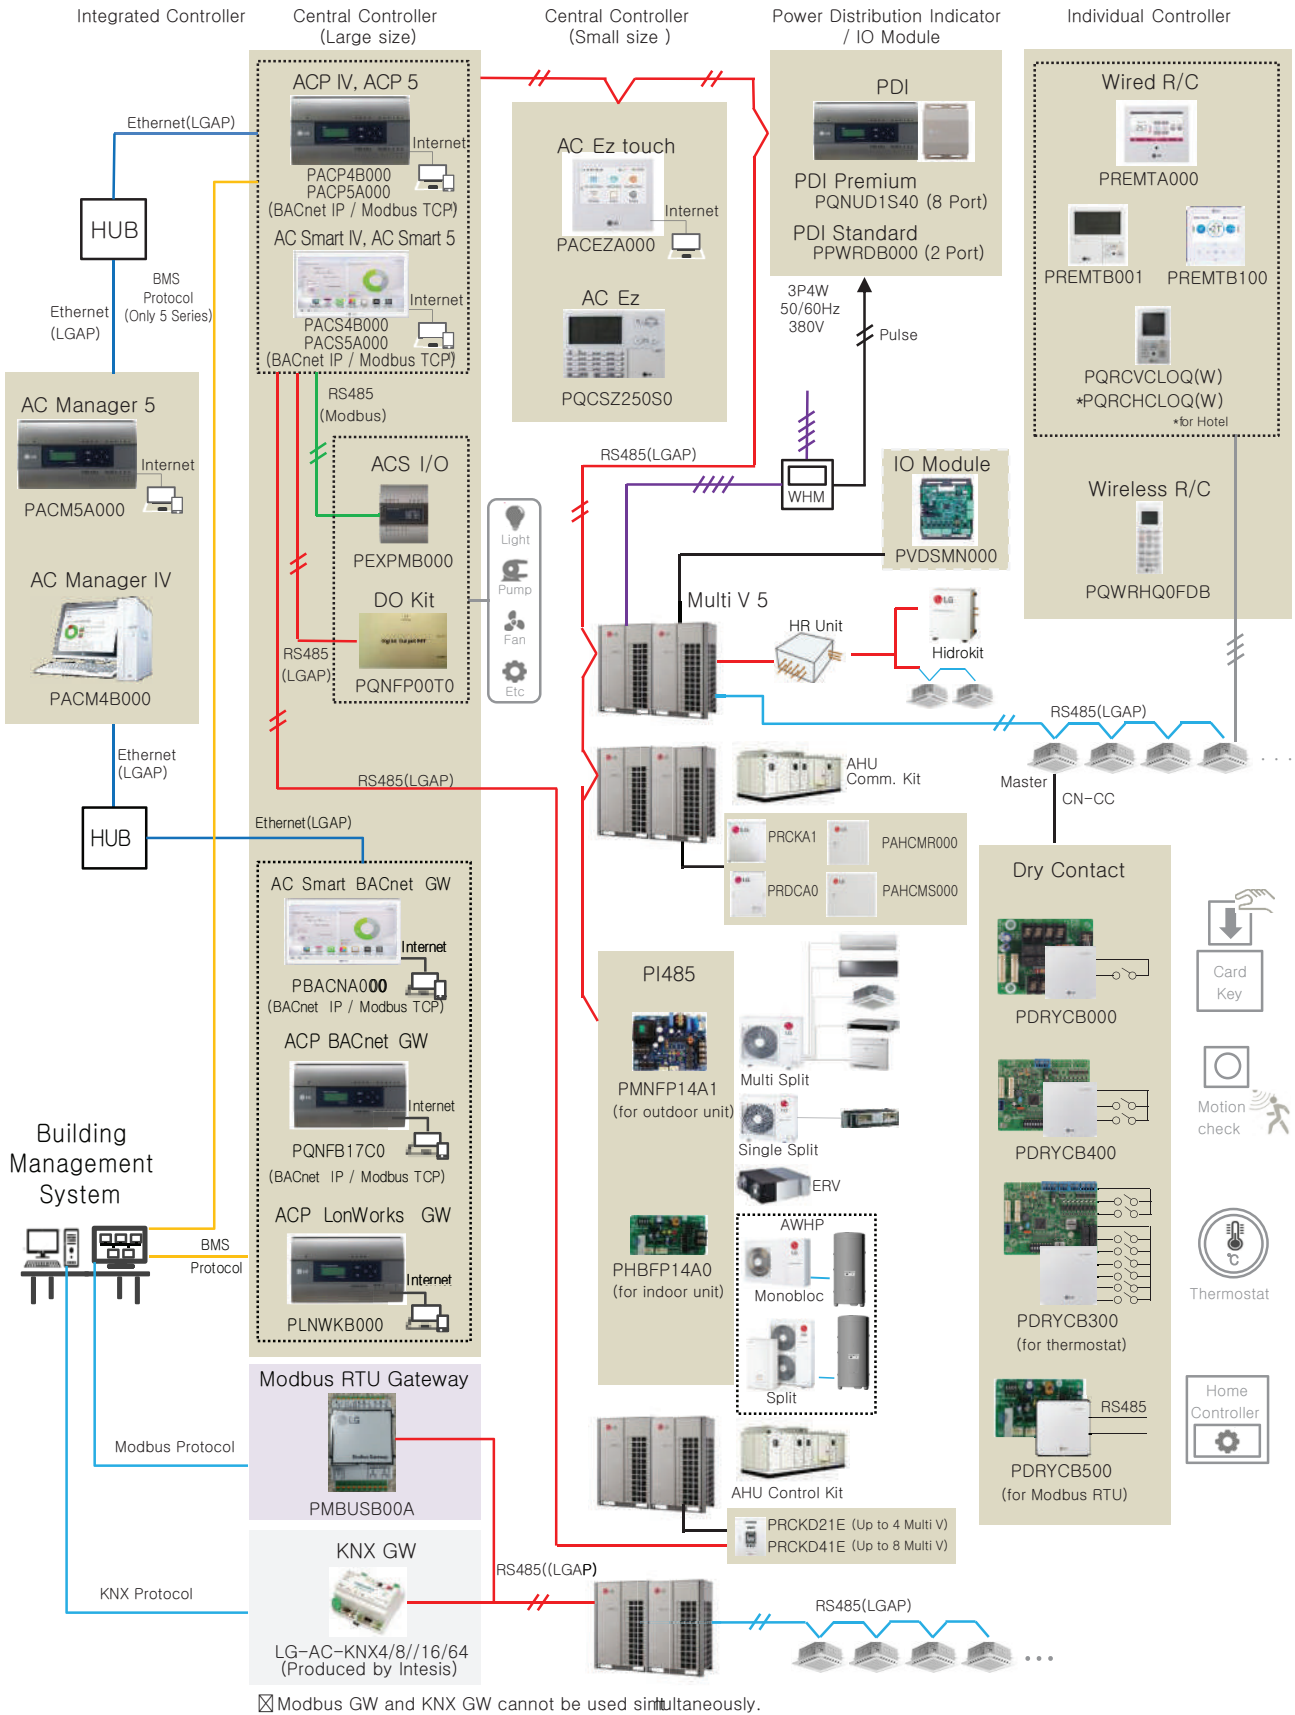 Integrated Controller
Central Controller
(Large size)
Central Controller
(Small size )
Power Distribution Indicator
/ IO Module
Individual Controller
ACP IV, ACP 5
Internet
PACP4B000
PACP5A000
(BACnet IP / Modbus TCP)
AC Smart IV, AC Smart 5
Internet
PACS4B000
PACS5A000
(BACnet IP / Modbus TCP)
Ethernet(LGAP)
HUB
BMS
Protocol
(Only 5 Series)
Ethernet
(LGAP)
AC Manager 5
Internet
PACM5A000
AC Manager IV
PACM4B000
Ethernet
(LGAP)
HUB
Ethernet(LGAP)
RS485
(Modbus)
ACS I/O
PEXPMB000
DO Kit
Digital Output KIT
PQNFP00T0
RS485
(LGAP)
Light
Pump
Fan
Etc
AC Ez touch
Internet
PACEZA000
AC Ez
PQCSZ250S0
PDI
PDI Premium
PQNUD1S40 (8 Port)
PDI Standard
PPWRDB000 (2 Port)
3P4W
50/60Hz
380V
Pulse
RS485(LGAP)
WHM
IO Module
PVDSMN000
Wired R/C
PREMTA000
PREMTB001
PREMTB100
PQRCVCLOQ(W)
*PQRCHCLOQ(W)
*for Hotel
Wireless R/C
PQWRHQ0FDB
Multi V 5
HR Unit
LG
Hidrokit
RS485(LGAP)
Master
CN-CC
RS485(LGAP)
AHU
Comm. Kit
PRCKA1
PAHCMR000
PRDCA0
PAHCMS000
AC Smart BACnet GW
Internet
PBACNA000
(BACnet IP / Modbus TCP)
ACP BACnet GW
Internet
PQNFB17C0
(BACnet IP / Modbus TCP)
ACP LonWorks GW
Internet
PLNWKB000
Building
Management
System
BMS
Protocol
PI485
PMNFP14A1
(for outdoor unit)
PHBFP14A0
(for indoor unit)
Multi Split
Single Split
ERV
AWHP
Monobloc
Split
Dry Contact
PDRYCB000
PDRYCB400
PDRYCB300
(for thermostat)
RS485
PDRYCB500
(for Modbus RTU)
Card
Key
Motion
check
℃
Thermostat
Home
Controller
Modbus RTU Gateway
LG
Modbus Gateway
PMBUSB00A
Modbus Protocol
KNX GW
LG-AC-KNX4/8//16/64
(Produced by Intesis)
KNX Protocol
RS485((LGAP)
AHU Control Kit
PRCKD21E (Up to 4 Multi V)
PRCKD41E (Up to 8 Multi V)
RS485(LGAP)
Modbus GW and KNX GW cannot be used simltultaneously.